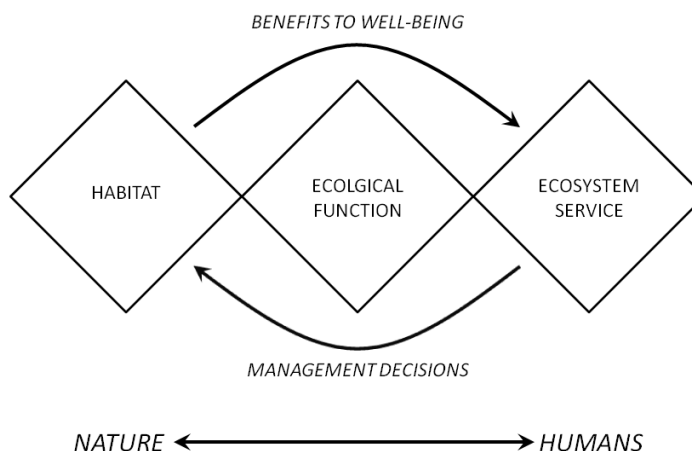 BENEFITS TO WELL-BEING
HABITAT
ECOLGICAL
FUNCTION
ECOSYSTEM
SERVICE
MANAGEMENT DECISIONS
NATURE
HUMANS